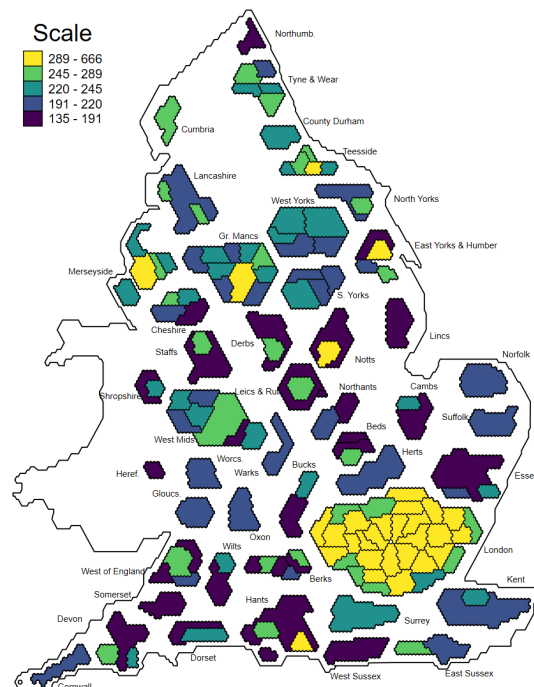 Scale
289 - 666
245 - 289
220 - 245
191 - 220
135 - 191
Northumb.
Tyne & Wear
County Durham
Cumbria
Teesside
Lancashire
West Yorks
North Yorks
Gr. Mancs
East Yorks & Humber
Merseyside
S. Yorks
Cheshire
Lincs
Staffs
Derbs
Notts
Norfolk
Shropshire
Leics & Rut
Northants
Cambs
Suffolk
Beds
West Mids
Herts
Worcs.
Warks
Bucks
Heref.
Esse
Gloucs.
Oxon
London
Wilts
West of England
Berks
Kent
Somerset
Hants
Devon
Surrey
Dorset
West Sussex
East Sussex
Cornwall